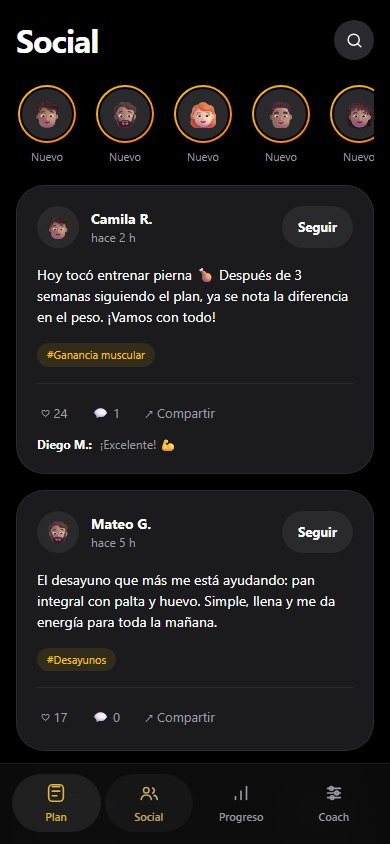 Social
Nuevo
Nuevo
Nuevo
Nuevo
Nuevo
Camila R.
hace 2 h
Seguir
Hoy tocó entrenar pierna 🍗 Después de 3
semanas siguiendo el plan, ya se nota la diferencia
en el peso. ¡Vamos con todo!
#Ganancia muscular
♡ 24 💬 1 ↗ Compartir
Diego M.: ¡Excelente! 💪
Mateo G.
hace 5 h
Seguir
El desayuno que más me está ayudando: pan
integral con palta y huevo. Simple, llena y me da
energía para toda la mañana.
#Desayunos
♡ 17 💬 0 ↗ Compartir
Plan Social Progreso Coach